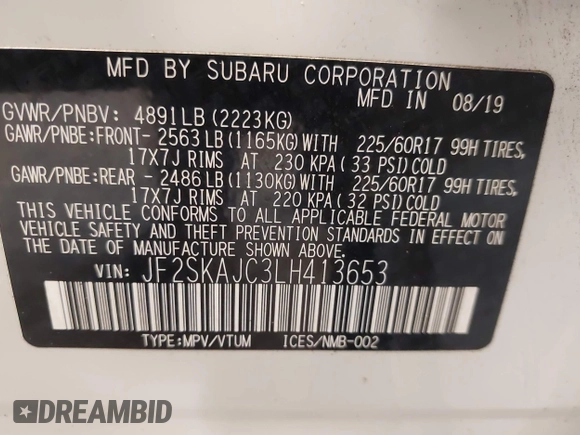 MFD BY SUBARU CORPORATION
MFD IN 08/19
GVWR/PNBV: 4891LB(2223KG)
GAWR/PNBE:FRONT- 2563LB(1165KG)WITH 225/60R17 99H TIRES,
17X7J RIMS AT 230 KPA( 33 PSI)COLD
GAWR/PNBE:REAR - 2486LB(1130KG)WITH 225/60R17 99H TIRES,
17X7J RIMS AT 220 KPA( 32 PSI)COLD
THIS VEHICLE CONFORMS TO ALL APPLICABLE FEDERAL MOTOR
VEHICLE SAFETY AND THEFT PREVENTION STANDARDS IN EFFECT ON
THE DATE OF MANUFACTURE SHOWN ABOVE.
VIN: JF2SKAJC3LH413653
TYPE:MPV/VTUM ICES/NMB-002
DREAMBID